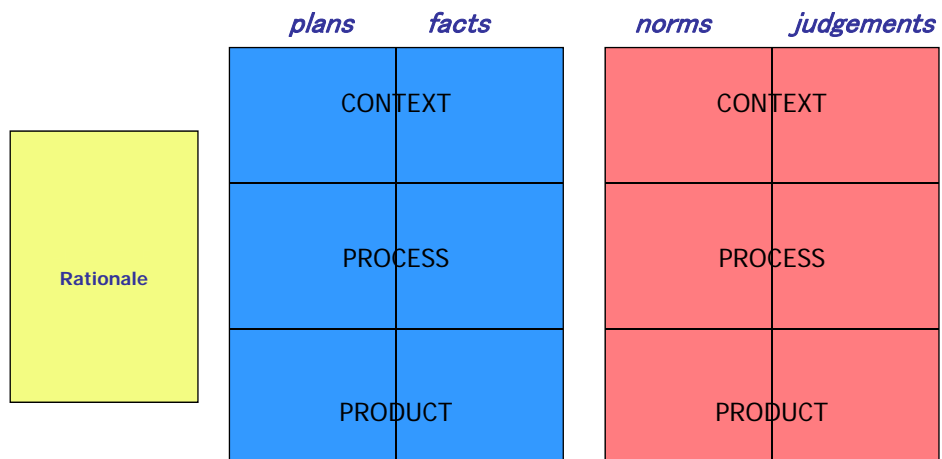 plans facts norms judgements
CONTEXT CONTEXT
Rationale
PROCESS PROCESS
PRODUCT PRODUCT